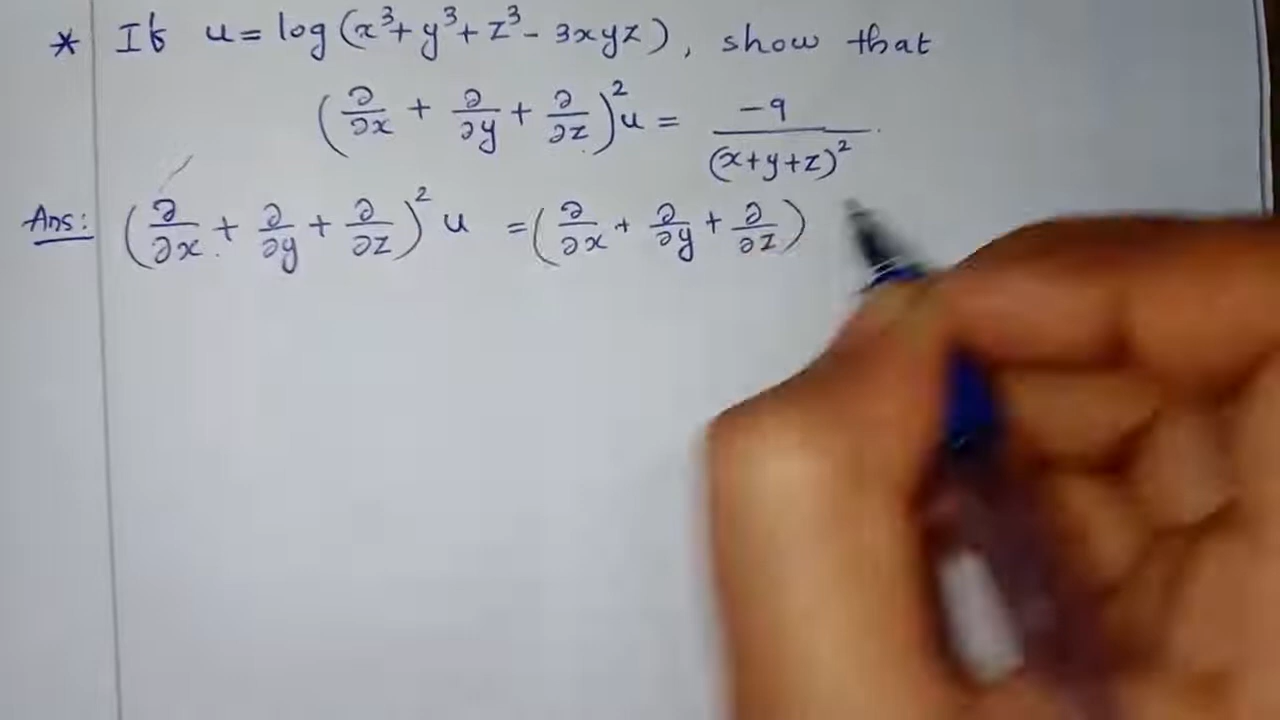 * If u = log(x³+y³+z³-3xyz), show that
(∂/∂x + ∂/∂y + ∂/∂z)² u = -9/(x+y+z)²
Ans: (∂/∂x + ∂/∂y + ∂/∂z)² u = (∂/∂x + ∂/∂y + ∂/∂z)